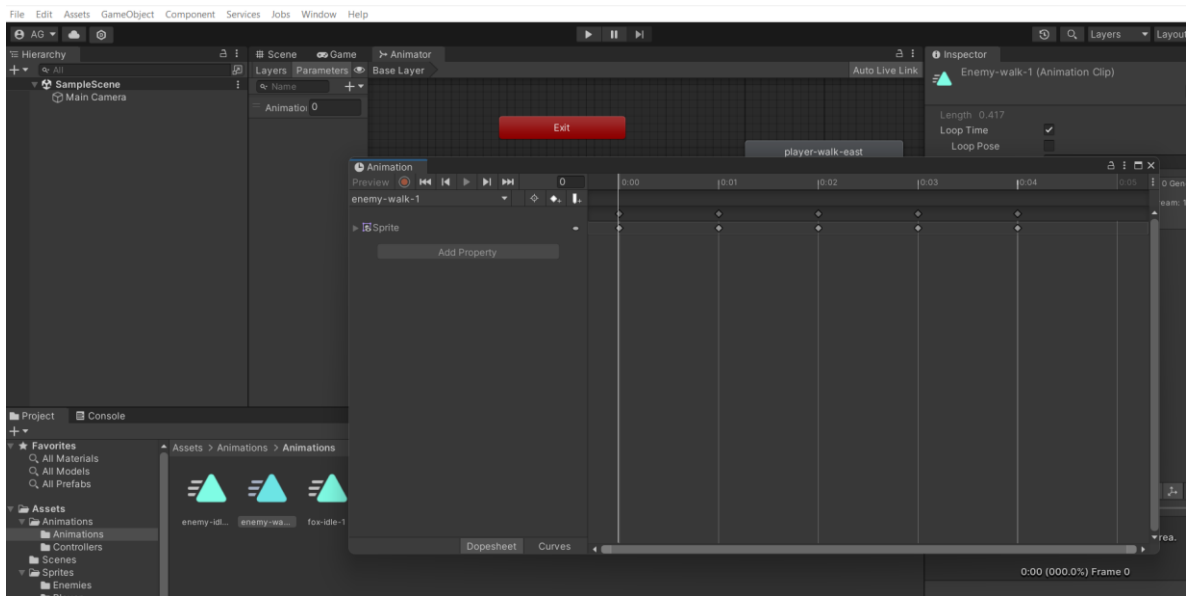 File Edit Assets GameObject Component Services Jobs Window Help
AG
Layers
Hierarchy
Scene Game Animator
Inspector
All
Layers Parameters Base Layer Auto Live Link
Enemy-walk-1 (Animation Clip)
SampleScene
Main Camera
Name
0
Length 0.417
Loop Time
Loop Pose
Exit
player-walk-east
Animation
Preview 0 0:00 0:01 0:02 0:03 0:04 0:05
0 Gen
enemy-walk-1
Sprite
Add Property
Project Console
Favorites
All Materials
All Models
All Prefabs
Assets > Animations > Animations
Assets
Animations
Animations
Controllers
Scenes
Sprites
Enemies
enemy-idl... enemy-wa... fox-idle-1
Dopesheet Curves
0:00 (000.0%) Frame 0